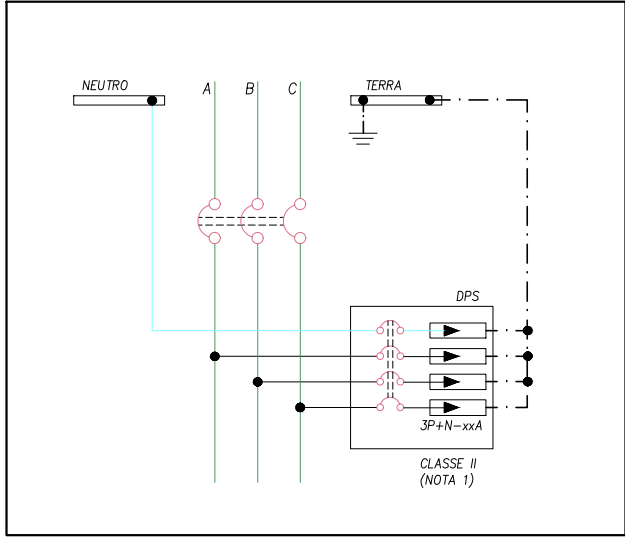 NEUTRO
A
B
C
TERRA
DPS
3P+N-xxA
CLASSE II
(NOTA 1)